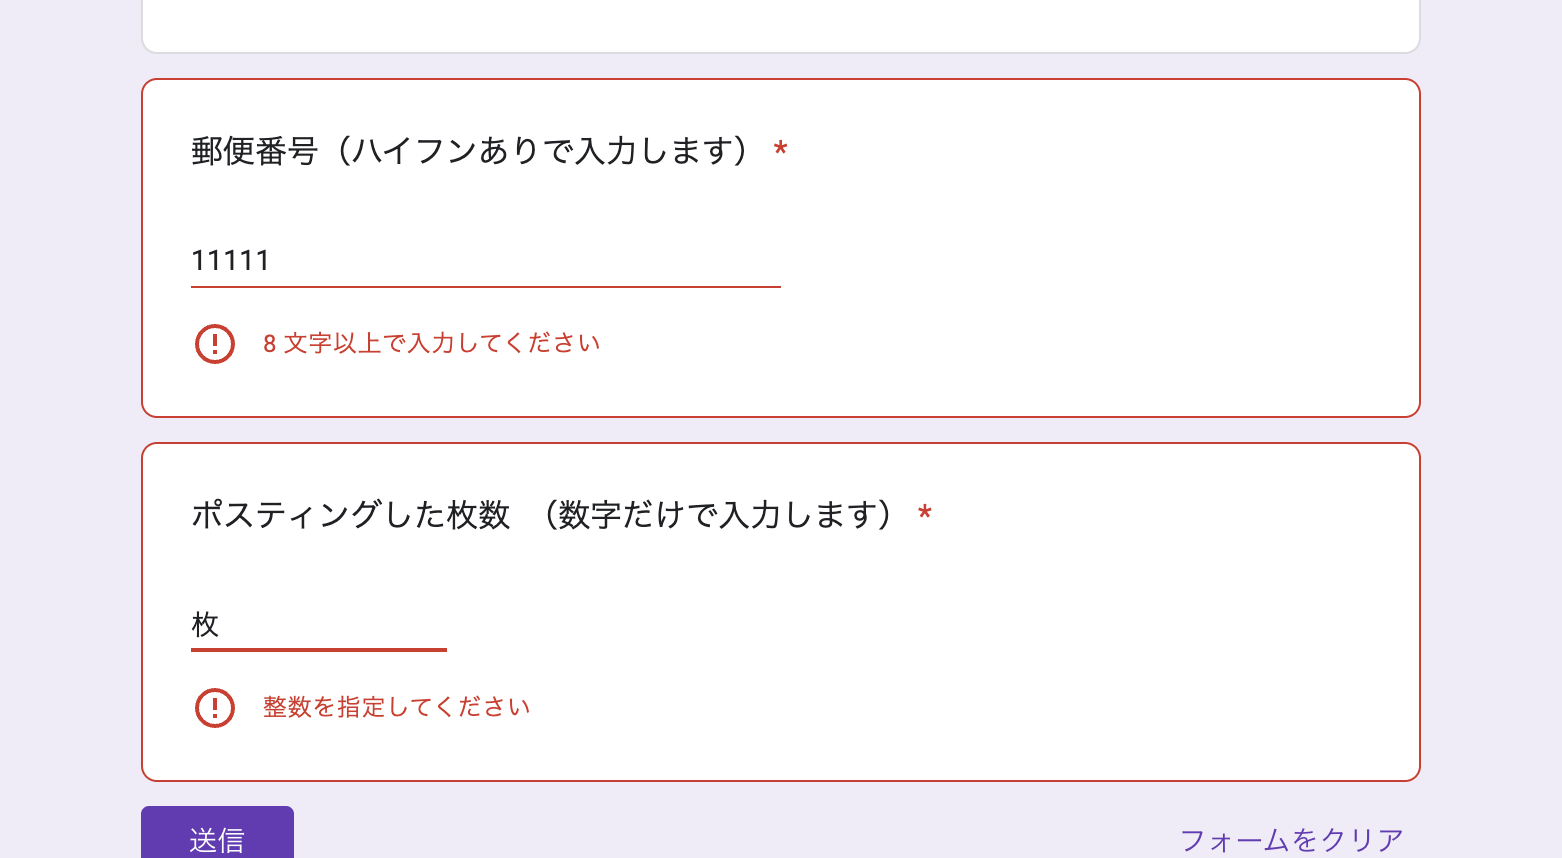 郵便番号（ハイフンありで入力します） *
11111
8 文字以上で入力してください
ポスティングした枚数　（数字だけで入力します） *
枚
整数を指定してください
送信
フォームをクリア